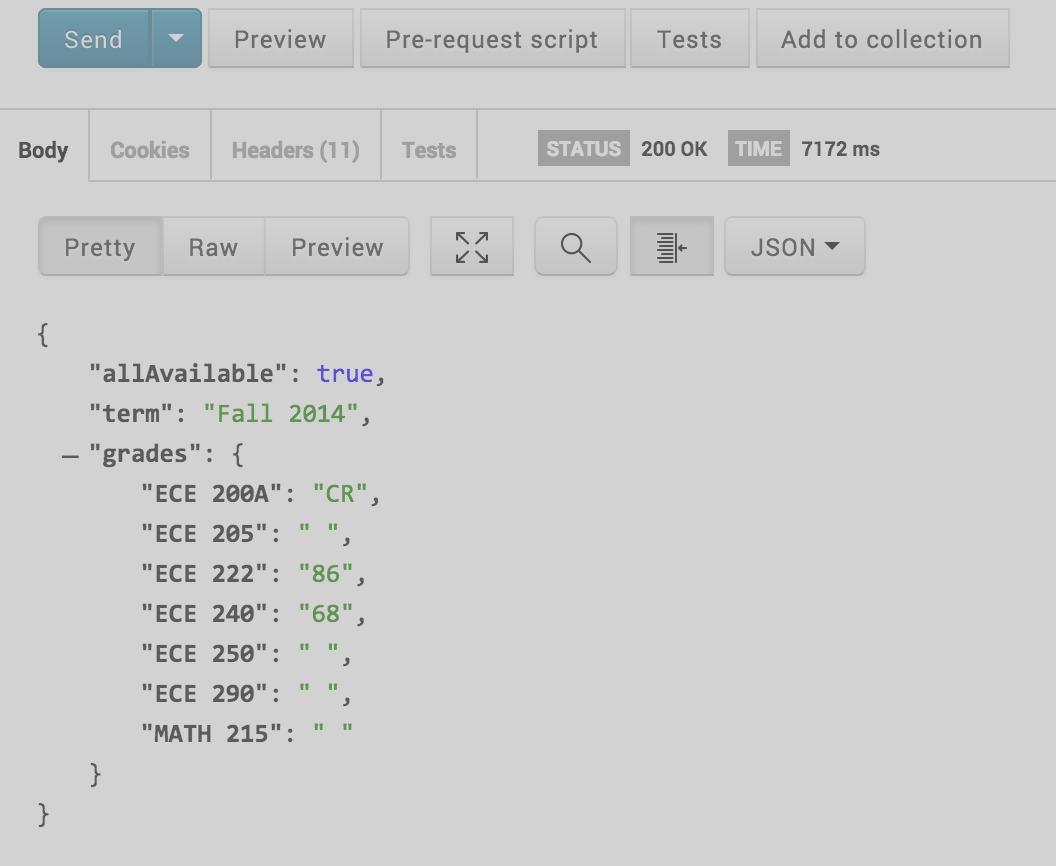 Send Preview Pre-request script Tests Add to collection
Body Cookies Headers (11) Tests STATUS 200 OK TIME 7172 ms
Pretty Raw Preview JSON
{
"allAvailable": true,
"term": "Fall 2014",
— "grades": {
"ECE 200A": "CR",
"ECE 205": " ",
"ECE 222": "86",
"ECE 240": "68",
"ECE 250": " ",
"ECE 290": " ",
"MATH 215": " "
}
}